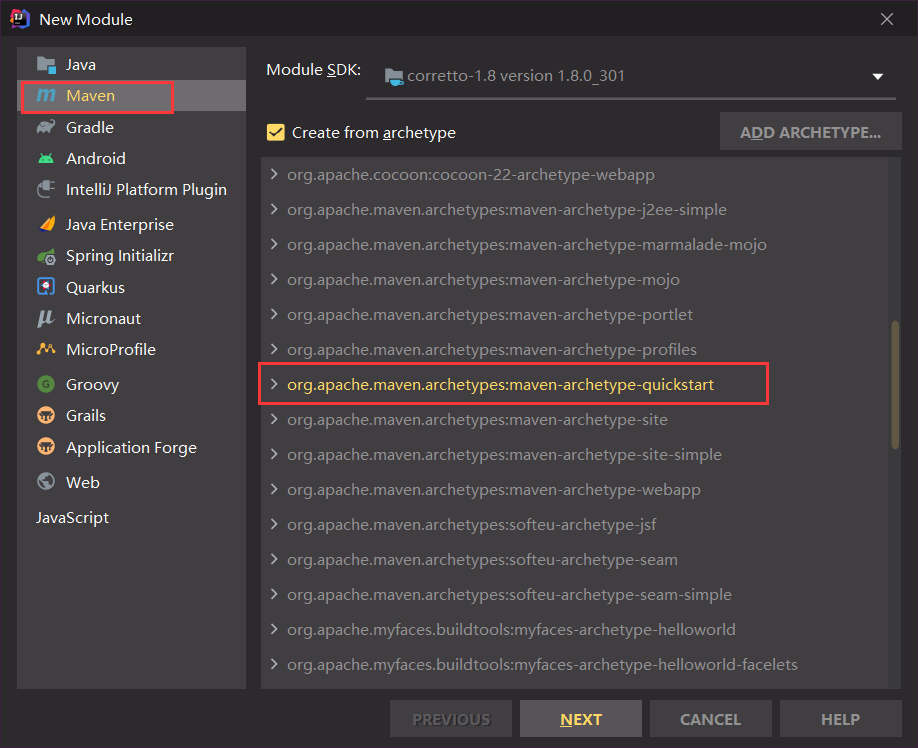 New Module
Java
Maven
Gradle
Android
IntelliJ Platform Plugin
Java Enterprise
Spring Initializr
Quarkus
Micronaut
MicroProfile
Groovy
Grails
Application Forge
Web
JavaScript
Module SDK:
corretto-1.8 version 1.8.0_301
Create from archetype
ADD ARCHETYPE...
org.apache.cocoon:cocoon-22-archetype-webapp
org.apache.maven.archetypes:maven-archetype-j2ee-simple
org.apache.maven.archetypes:maven-archetype-marmalade-mojo
org.apache.maven.archetypes:maven-archetype-mojo
org.apache.maven.archetypes:maven-archetype-portlet
org.apache.maven.archetypes:maven-archetype-profiles
org.apache.maven.archetypes:maven-archetype-quickstart
org.apache.maven.archetypes:maven-archetype-site
org.apache.maven.archetypes:maven-archetype-site-simple
org.apache.maven.archetypes:maven-archetype-webapp
org.apache.maven.archetypes:softeu-archetype-jsf
org.apache.maven.archetypes:softeu-archetype-seam
org.apache.maven.archetypes:softeu-archetype-seam-simple
org.apache.myfaces.buildtools:myfaces-archetype-helloworld
org.apache.myfaces.buildtools:myfaces-archetype-helloworld-facelets
PREVIOUS
NEXT
CANCEL
HELP